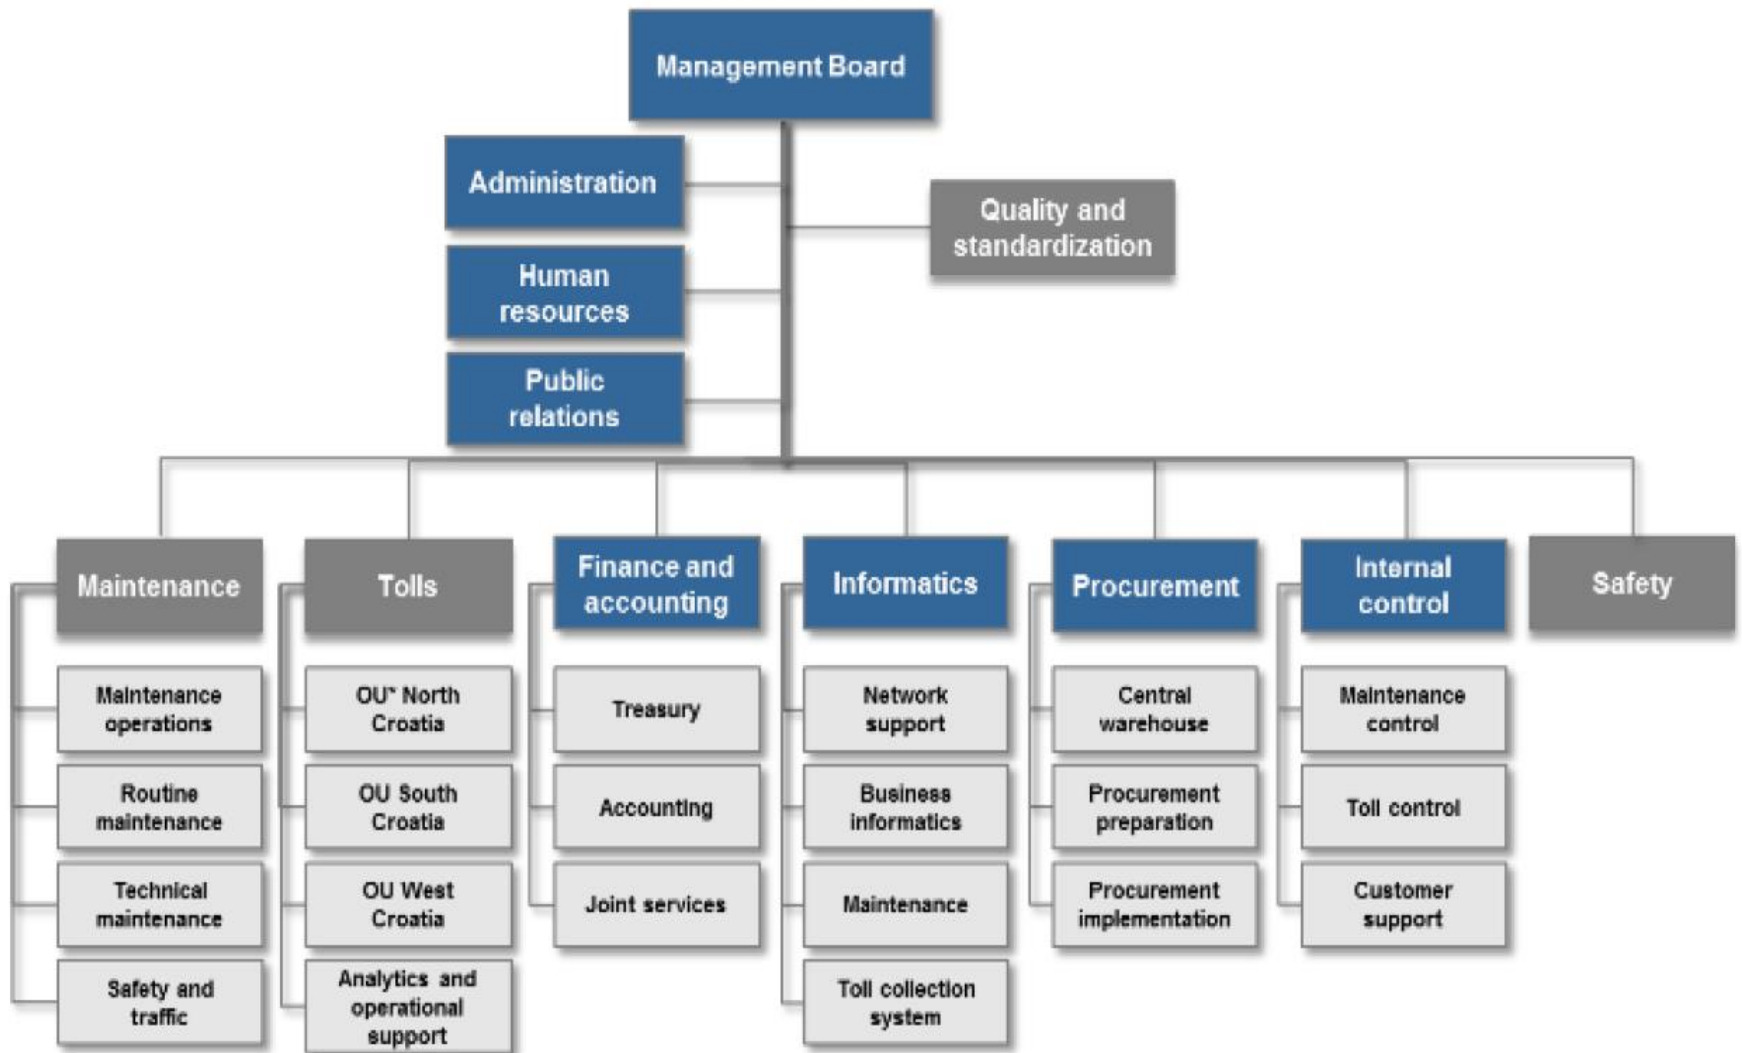 Management Board
Administration
Quality and
standardization
Human
resources
Public
relations
Maintenance
Tolls
Finance and
accounting
Informatics
Procurement
Internal
control
Safety
Maintenance
operations
Routine
maintenance
Technical
maintenance
Safety and
traffic
OU* North
Croatia
OU South
Croatia
OU West
Croatia
Analytics and
operational
support
Treasury
Accounting
Joint services
Network
support
Business
informatics
Maintenance
Toll collection
system
Central
warehouse
Procurement
preparation
Procurement
implementation
Maintenance
control
Toll control
Customer
support